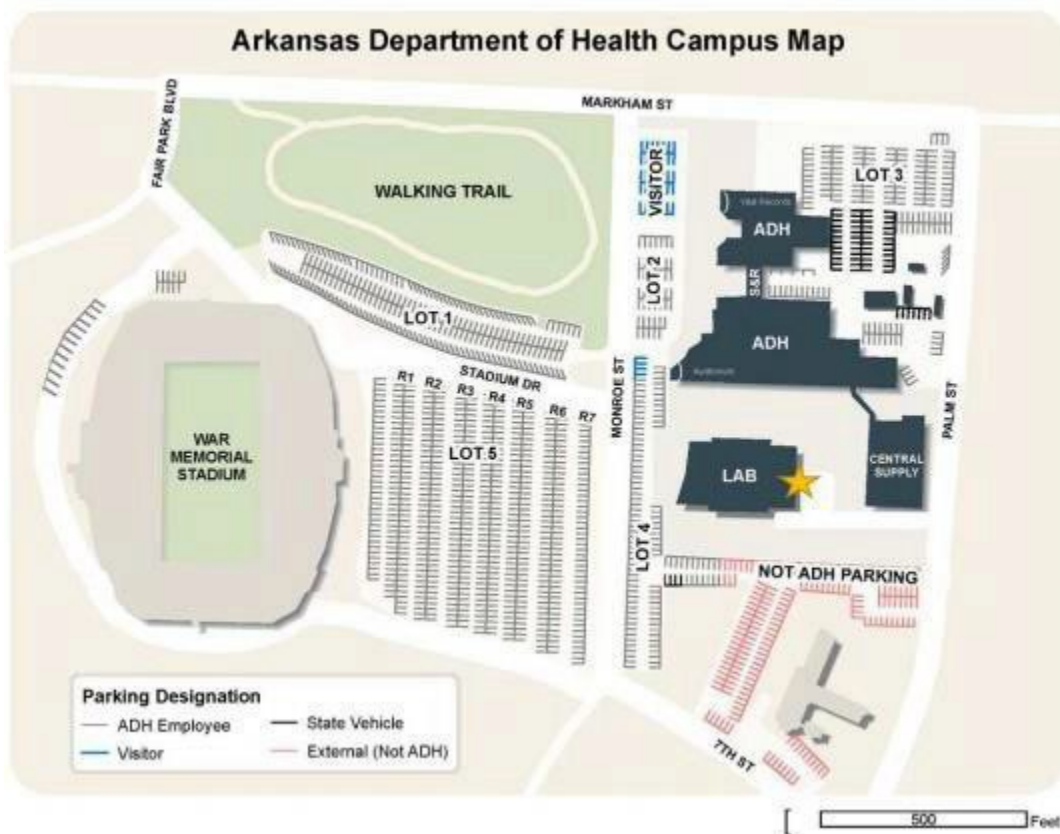 Arkansas Department of Health Campus Map
MARKHAM ST
FAIR PARK BLVD
VISITOR
WALKING TRAIL
LOT 3
Vital Records
ADH
LOT 2
S&R
LOT 1
ADH
Auditorium
STADIUM DR
MONROE ST
PALM ST
R1 R2 R3 R4 R5 R6 R7
WAR
MEMORIAL
STADIUM
LOT 5
LAB
CENTRAL
SUPPLY
LOT 4
NOT ADH PARKING
7TH ST
Parking Designation
ADH Employee
State Vehicle
Visitor
External (Not ADH)
500
Feet